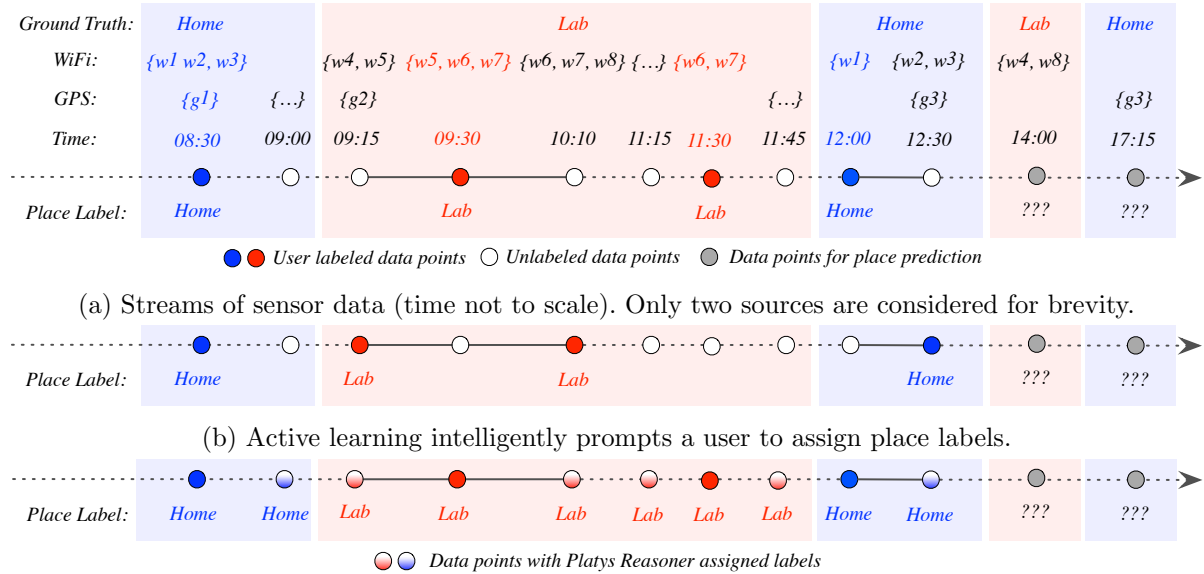 Ground Truth: Home Lab Home Lab Home
WiFi: {w1 w2, w3} {w4, w5} {w5, w6, w7} {w6, w7, w8} {...} {w6, w7} {w1} {w2, w3} {w4, w8}
GPS: {g1} {...} {g2} {...} {g3} {g3}
Time: 08:30 09:00 09:15 09:30 10:10 11:15 11:30 11:45 12:00 12:30 14:00 17:15
Place Label: Home Lab Lab Home ??? ???
User labeled data points Unlabeled data points Data points for place prediction
(a) Streams of sensor data (time not to scale). Only two sources are considered for brevity.
Place Label: Home Lab Lab Home ??? ???
(b) Active learning intelligently prompts a user to assign place labels.
Place Label: Home Home Lab Lab Lab Lab Lab Lab Home Home ??? ???
Data points with Platys Reasoner assigned labels